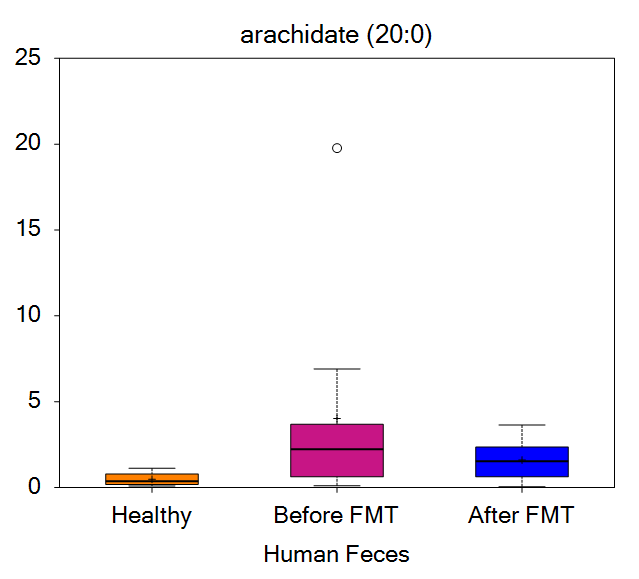 arachidate (20:0)
25
20
15
10
5
0
Healthy
Before FMT
After FMT
Human Feces